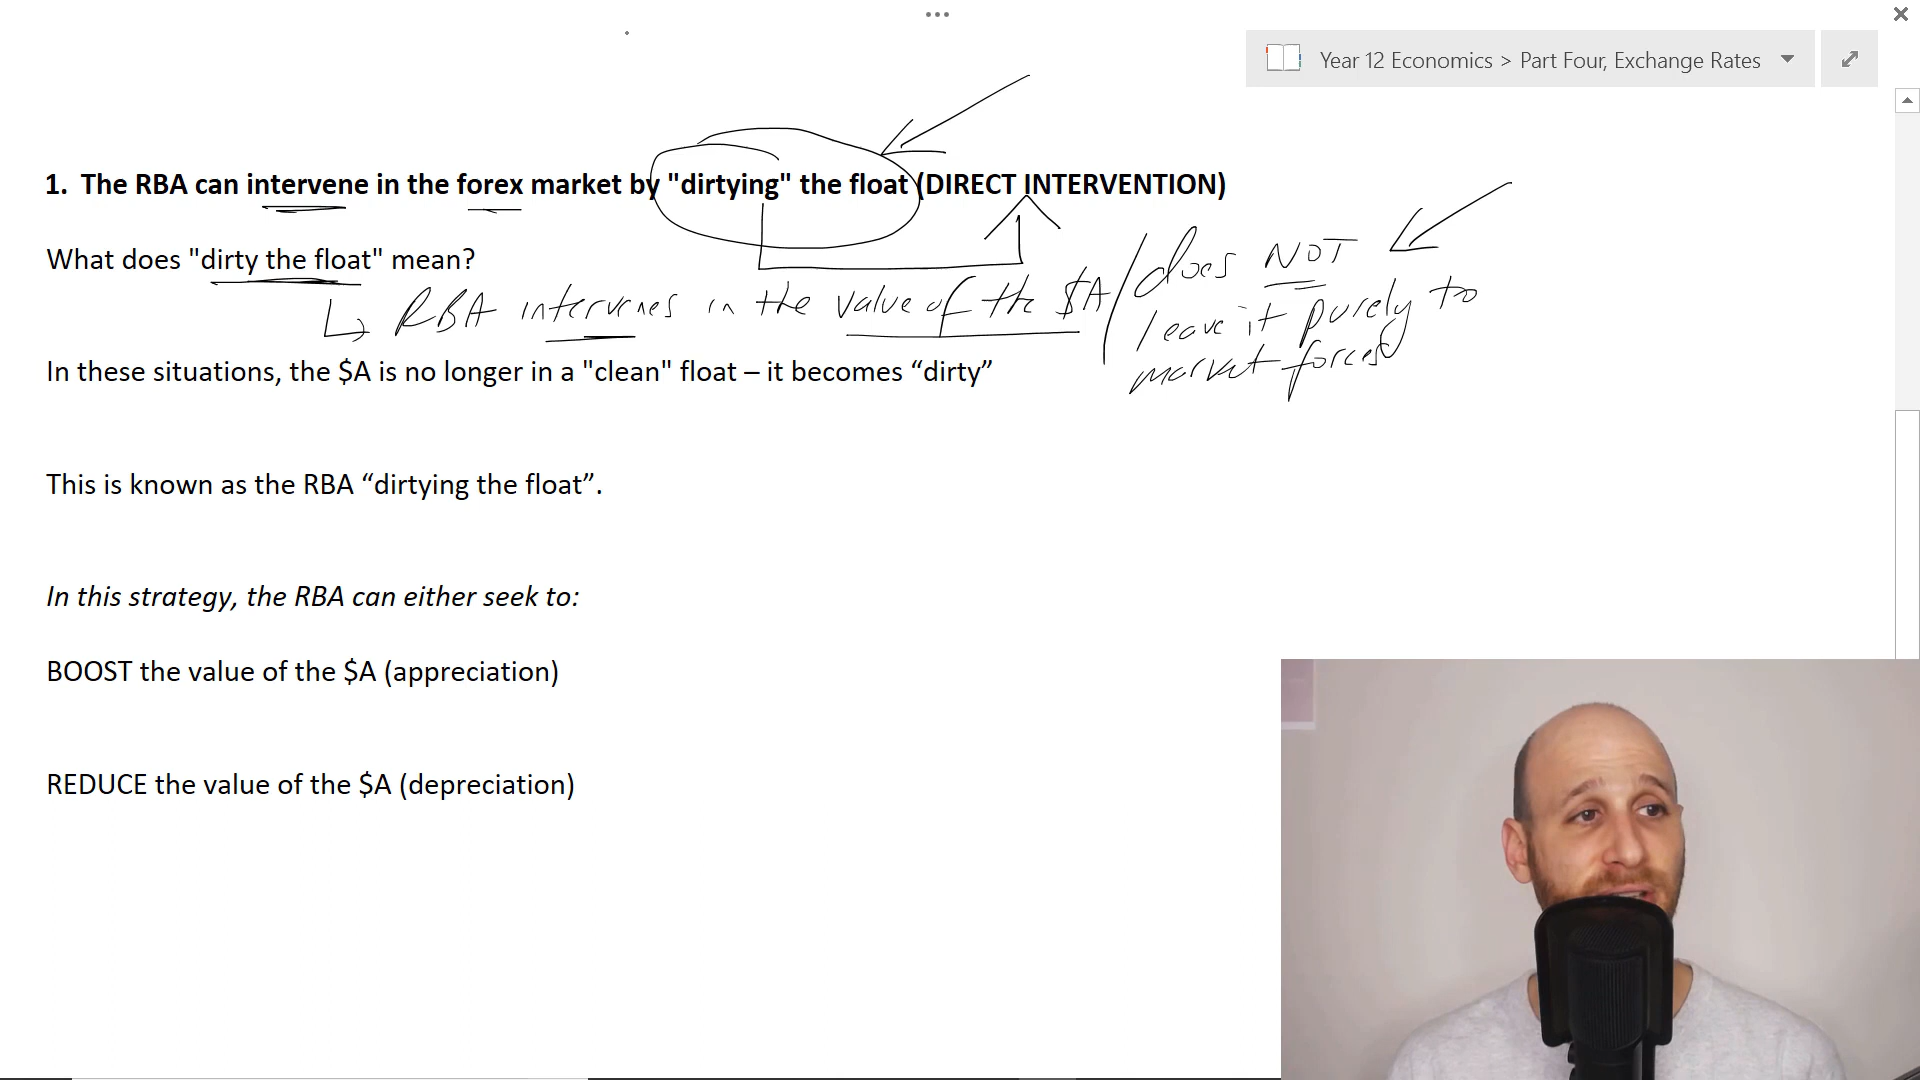 Year 12 Economics > Part Four, Exchange Rates
1. The RBA can intervene in the forex market by "dirtying" the float (DIRECT INTERVENTION)
What does "dirty the float" mean?
RBA intervenes in the value of the $A / does NOT
leave it purely to
market forces
In these situations, the $A is no longer in a "clean" float – it becomes “dirty”
This is known as the RBA “dirtying the float”.
In this strategy, the RBA can either seek to:
BOOST the value of the $A (appreciation)
REDUCE the value of the $A (depreciation)